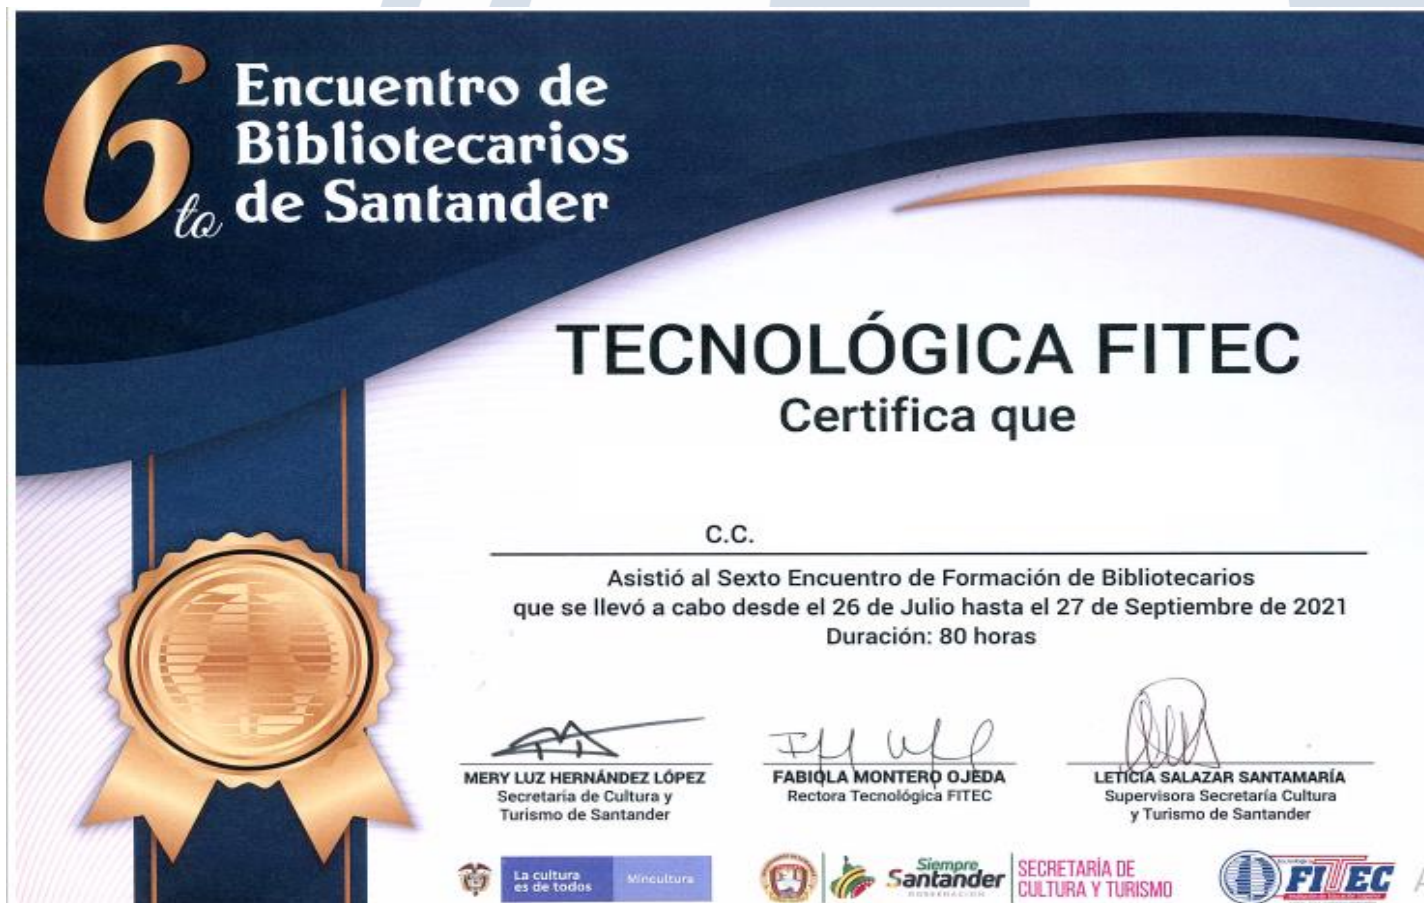 6to
Encuentro de
Bibliotecarios
de Santander
TECNOLÓGICA FITEC
Certifica que
C.C.
Asistió al Sexto Encuentro de Formación de Bibliotecarios
que se llevó a cabo desde el 26 de Julio hasta el 27 de Septiembre de 2021
Duración: 80 horas
MERY LUZ HERNÁNDEZ LÓPEZ
Secretaria de Cultura y
Turismo de Santander
FABIOLA MONTERO OJEDA
Rectora Tecnológica FITEC
LETICIA SALAZAR SANTAMARÍA
Supervisora Secretaría Cultura
y Turismo de Santander
La cultura
es de todos
Mincultura
Siempre
Santander
GOBERNACIÓN
SECRETARÍA DE
CULTURA Y TURISMO
FITEC